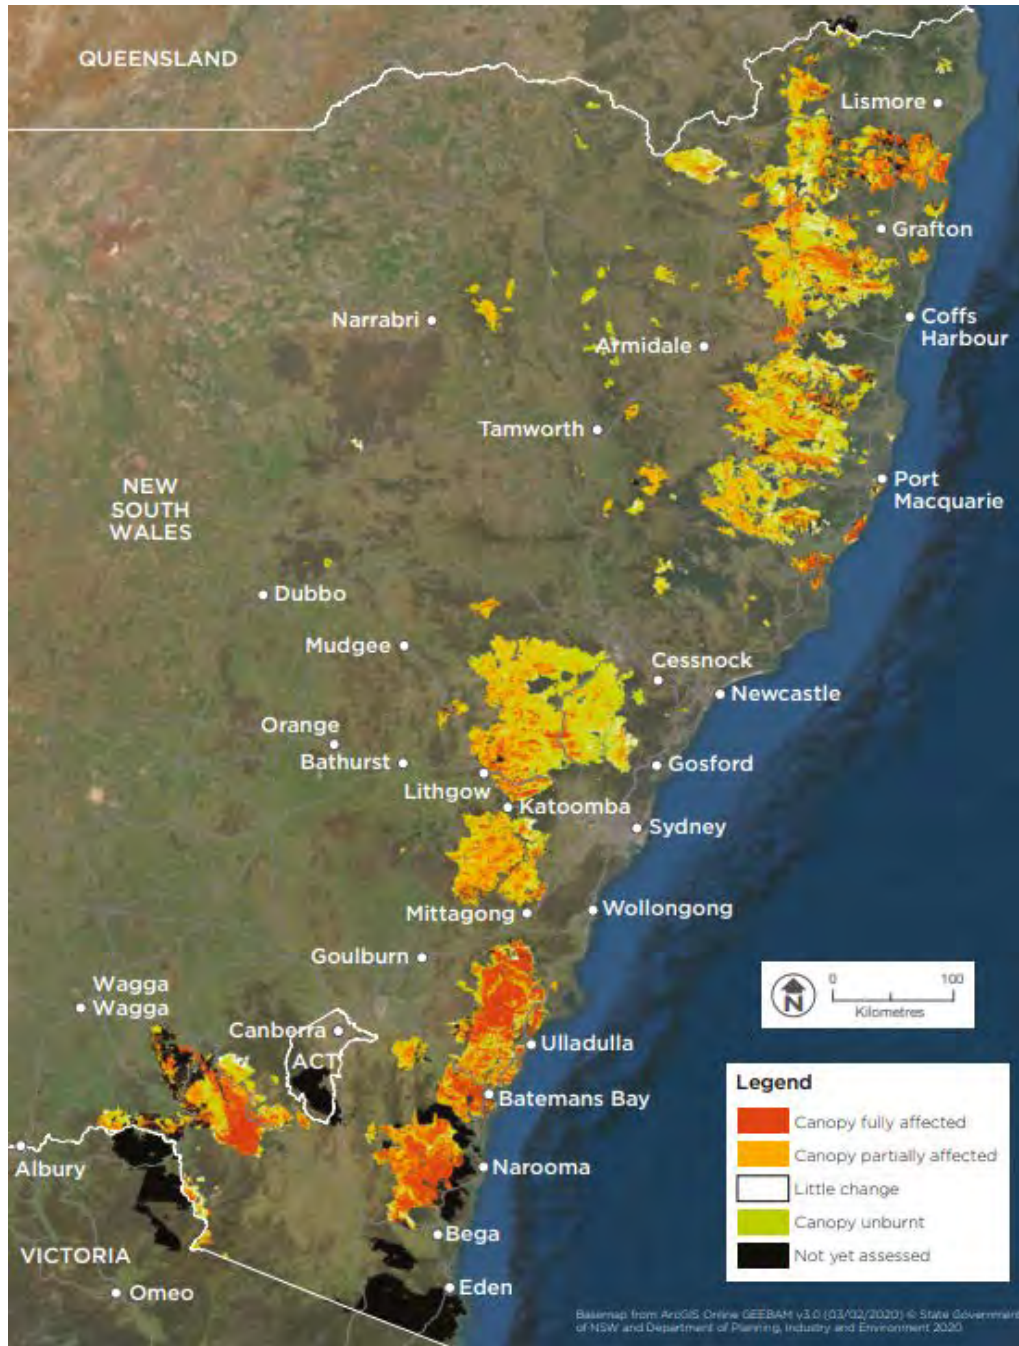 QUEENSLAND
Lismore
Grafton
Narrabri
Coffs
Harbour
Armidale
Tamworth
NEW
SOUTH
WALES
Port
Macquarie
Dubbo
Mudgee
Cessnock
Newcastle
Orange
Bathurst
Lithgow
Gosford
Katoomba
Sydney
Mittagong
Wollongong
Goulburn
Wagga
Wagga
N
0 100
Kilometres
Canberra
ACT
Ulladulla
Batemans Bay
Albury
Narooma
Bega
VICTORIA
Omeo
Eden
Legend
Canopy fully affected
Canopy partially affected
Little change
Canopy unburnt
Not yet assessed
Basemap from ArcGIS Online GEEBAM v3.0 (03/02/2020) © State Government
of NSW and Department of Planning, Industry and Environment 2020